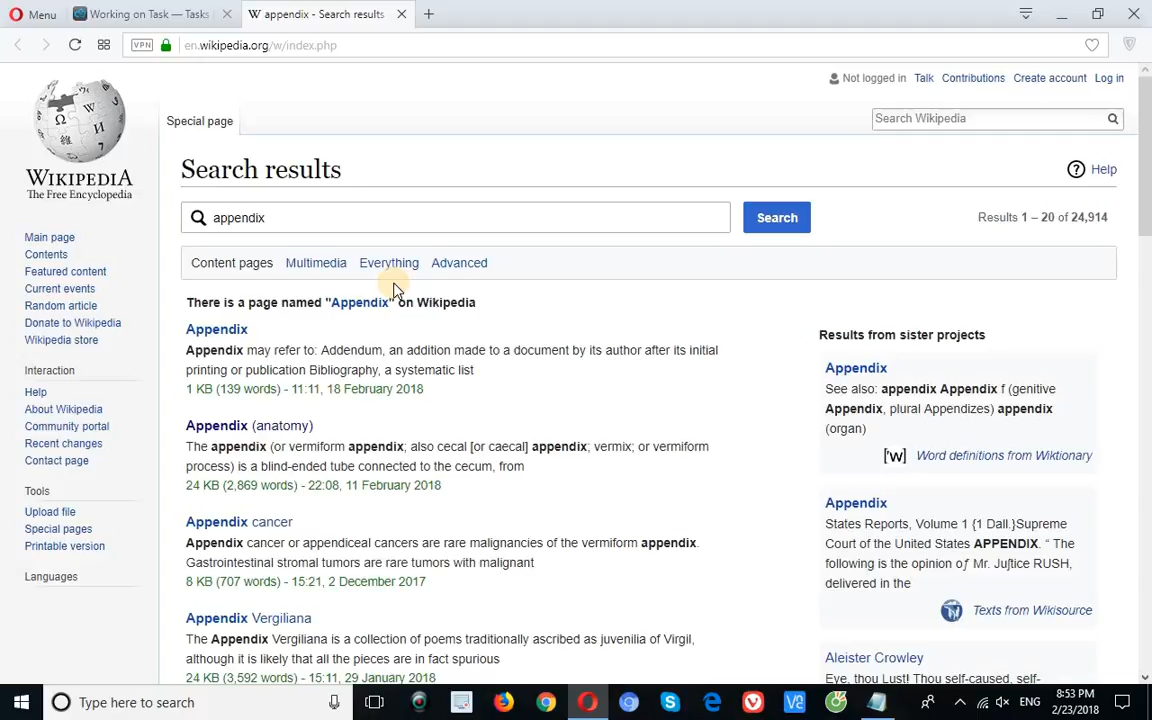 Menu
Working on Task — Tasks
W appendix - Search results
VPN
en.wikipedia.org/w/index.php
Not logged in Talk Contributions Create account Log in
Special page
Search Wikipedia
WIKIPEDIA
The Free Encyclopedia
Main page
Contents
Featured content
Current events
Random article
Donate to Wikipedia
Wikipedia store
Interaction
Help
About Wikipedia
Community portal
Recent changes
Contact page
Tools
Upload file
Special pages
Printable version
Languages
Search results
Help
appendix
Search
Results 1 – 20 of 24,914
Content pages Multimedia Everything Advanced
There is a page named "Appendix" on Wikipedia
Appendix
Appendix may refer to: Addendum, an addition made to a document by its author after its initial
printing or publication Bibliography, a systematic list
1 KB (139 words) - 11:11, 18 February 2018
Appendix (anatomy)
The appendix (or vermiform appendix; also cecal [or caecal] appendix; vermix; or vermiform
process) is a blind-ended tube connected to the cecum, from
24 KB (2,869 words) - 22:08, 11 February 2018
Appendix cancer
Appendix cancer or appendiceal cancers are rare malignancies of the vermiform appendix.
Gastrointestinal stromal tumors are rare tumors with malignant
8 KB (707 words) - 15:21, 2 December 2017
Appendix Vergiliana
The Appendix Vergiliana is a collection of poems traditionally ascribed as juvenilia of Virgil,
although it is likely that all the pieces are in fact spurious
24 KB (3,592 words) - 15:11, 29 January 2018
Results from sister projects
Appendix
See also: appendix Appendix f (genitive
Appendix, plural Appendizes) appendix
(organ)
['w] Word definitions from Wiktionary
Appendix
States Reports, Volume 1 {1 Dall.}Supreme
Court of the United States APPENDIX. “ The
following is the opinion oƒ Mr. Juſtice RUSH,
delivered in the
Texts from Wikisource
Aleister Crowley
Eye, thou Lust! Thou self-caused, self-
Type here to search
ENG
8:53 PM
2/23/2018